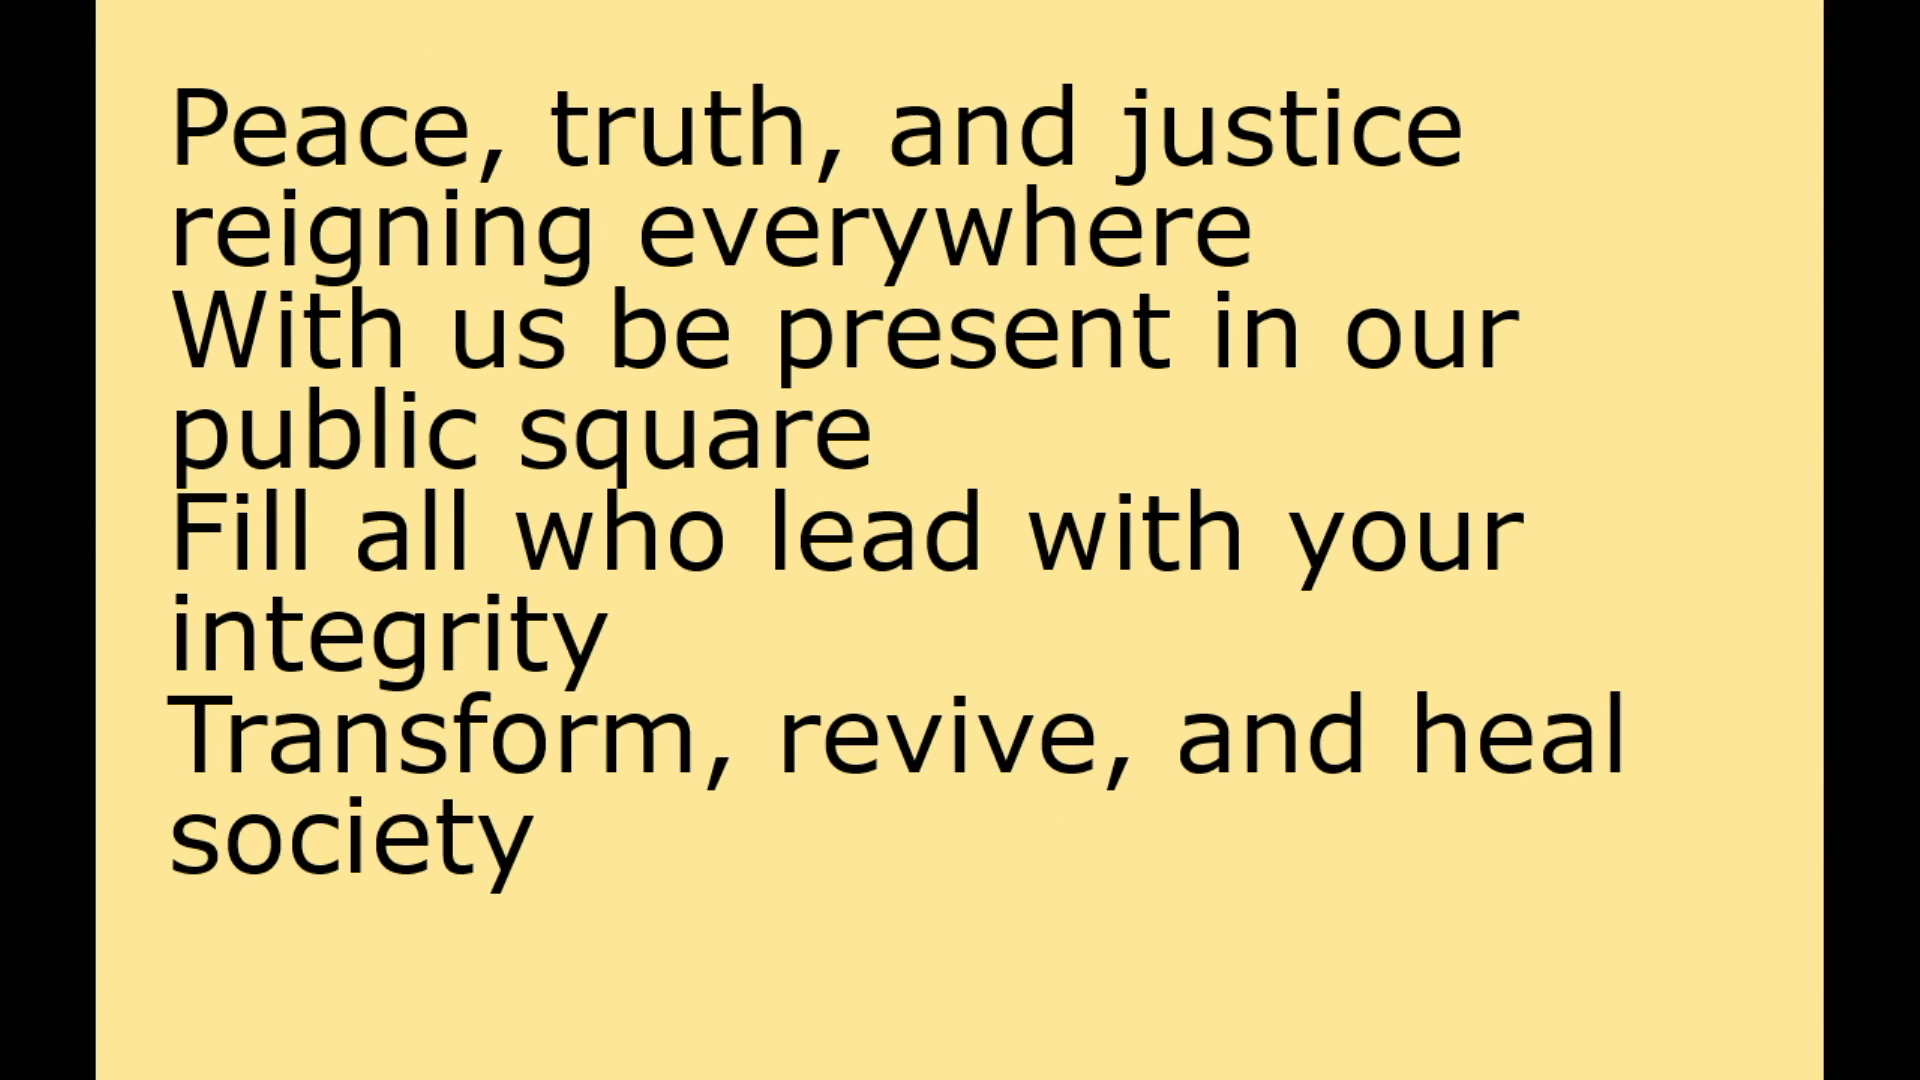 Peace, truth, and justice
reigning everywhere
With us be present in our
public square
Fill all who lead with your
integrity
Transform, revive, and heal
society